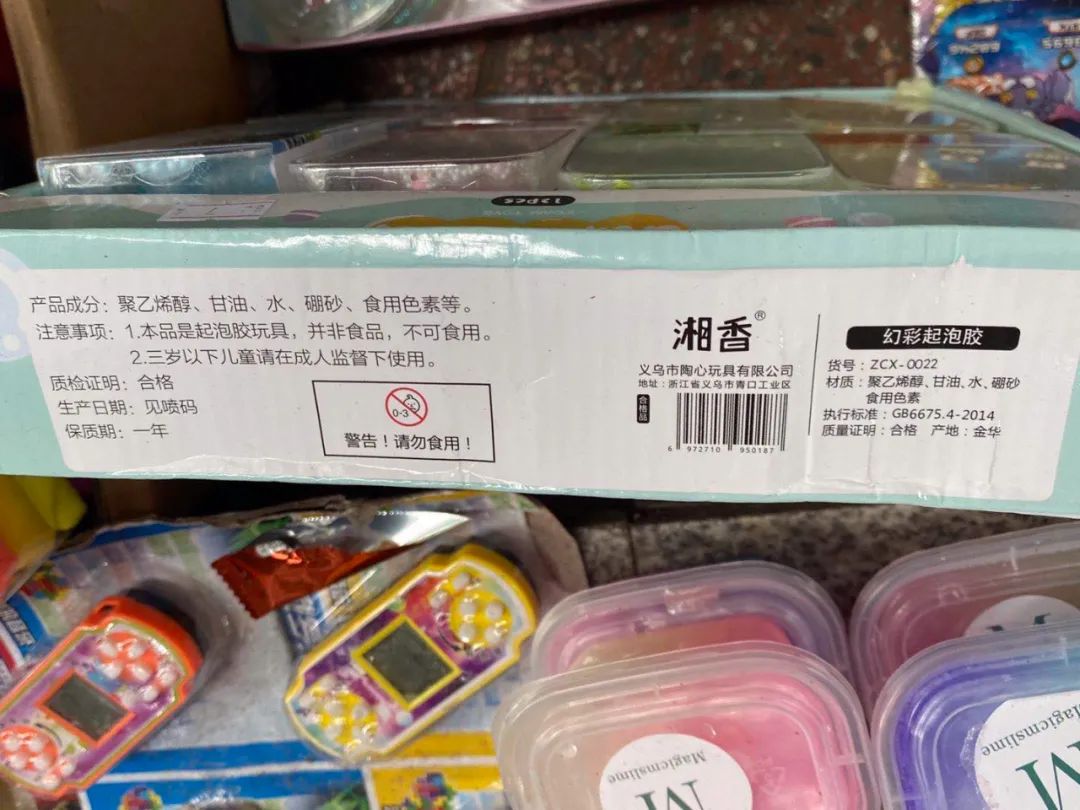 12pcs
产品成分：聚乙烯醇、甘油、水、硼砂、食用色素等。
注意事项：1.本品是起泡胶玩具，并非食品，不可食用。
2.三岁以下儿童请在成人监督下使用。
质检证明：合格
生产日期：见喷码
保质期：一年
0-3
警告！请勿食用！
湘香®
义乌市陶心玩具有限公司
地址：浙江省义乌市青口工业区
合格品
6 972710 950187
幻彩起泡胶
货号：ZCX-0022
材质：聚乙烯醇、甘油、水、硼砂
食用色素
执行标准：GB6675.4-2014
质量证明：合格 产地：金华
Magicmslime
M
Magicmslime
M
M